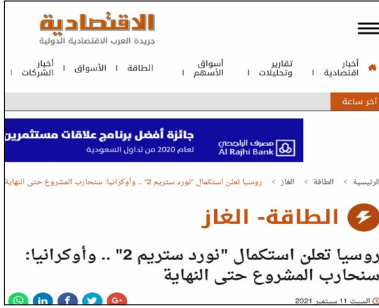 الاقتصادية
جريدة العرب الاقتصادية الدولية
أخبار اقتصادية | تقارير وتحليلات | أسواق الأسهم | الطاقة | الأسواق | أخبار الشركات |
آخر ساعة
جائزة أفضل برنامج علاقات مستثمرين
لعام 2020 من تداول السعودية
مصرف الراجحي
Al Rajhi Bank
الرئيسية > الطاقة > الغاز > روسيا تعلن استكمال "نورد ستريم 2" .. وأوكرانيا: سنحارب المشروع حتى النهاية
الطاقة- الغاز
روسيا تعلن استكمال "نورد ستريم 2" .. وأوكرانيا:
سنحارب المشروع حتى النهاية
السبت 11 سبتمبر 2021